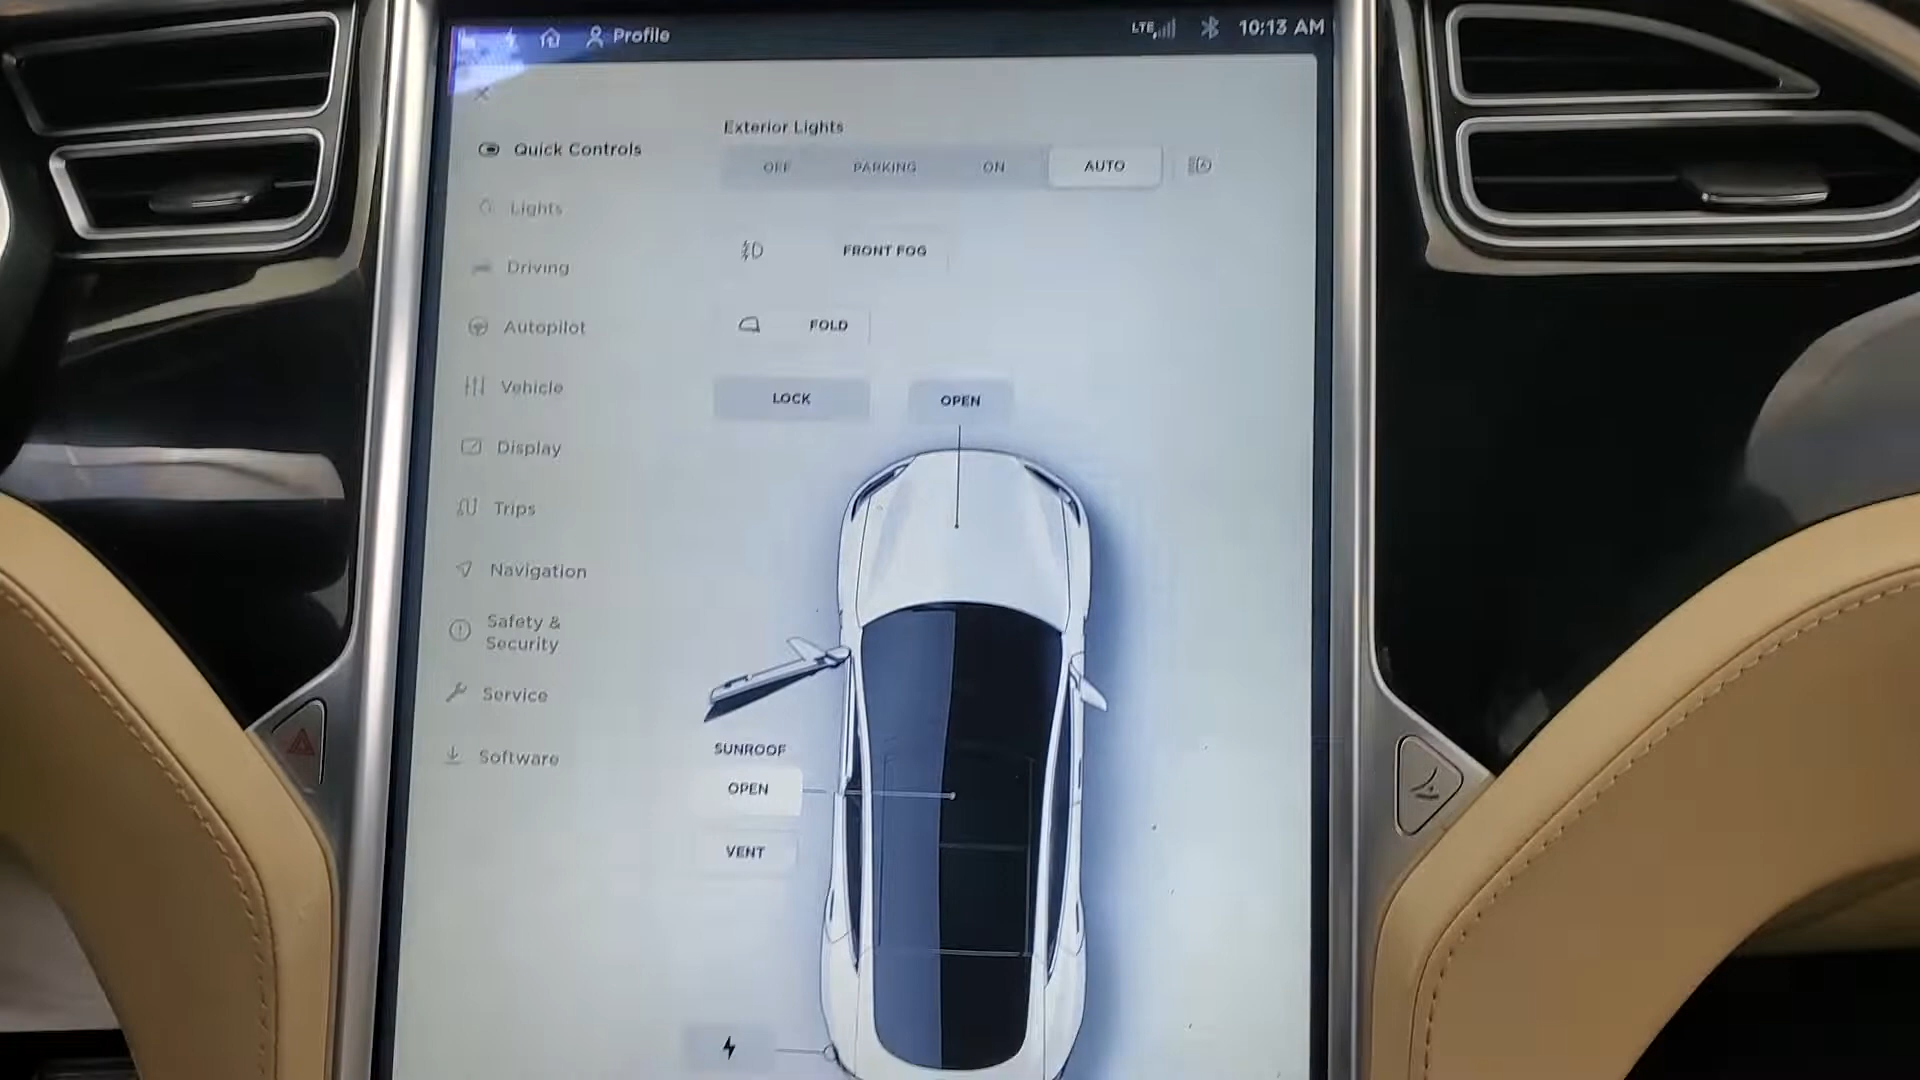 Profile
LTE
10:13 AM
Quick Controls
Lights
Driving
Autopilot
Vehicle
Display
Trips
Navigation
Safety &
Security
Service
Software
Exterior Lights
OFF
PARKING
ON
AUTO
FRONT FOG
FOLD
LOCK
OPEN
SUNROOF
OPEN
VENT